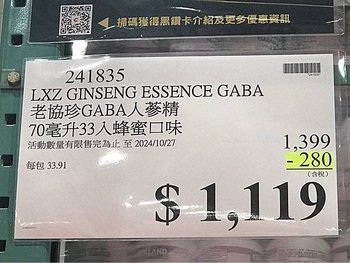 掃碼獲得黑鑽卡介紹及更多優惠資訊
241835
LXZ GINSENG ESSENCE GABA
老協珍GABA人蔘精
70毫升33入蜂蜜口味
活動數量有限售完為止 至 2024/10/27
1,399
-280
(含稅)
每包 33.91
$ 1,119
LAND